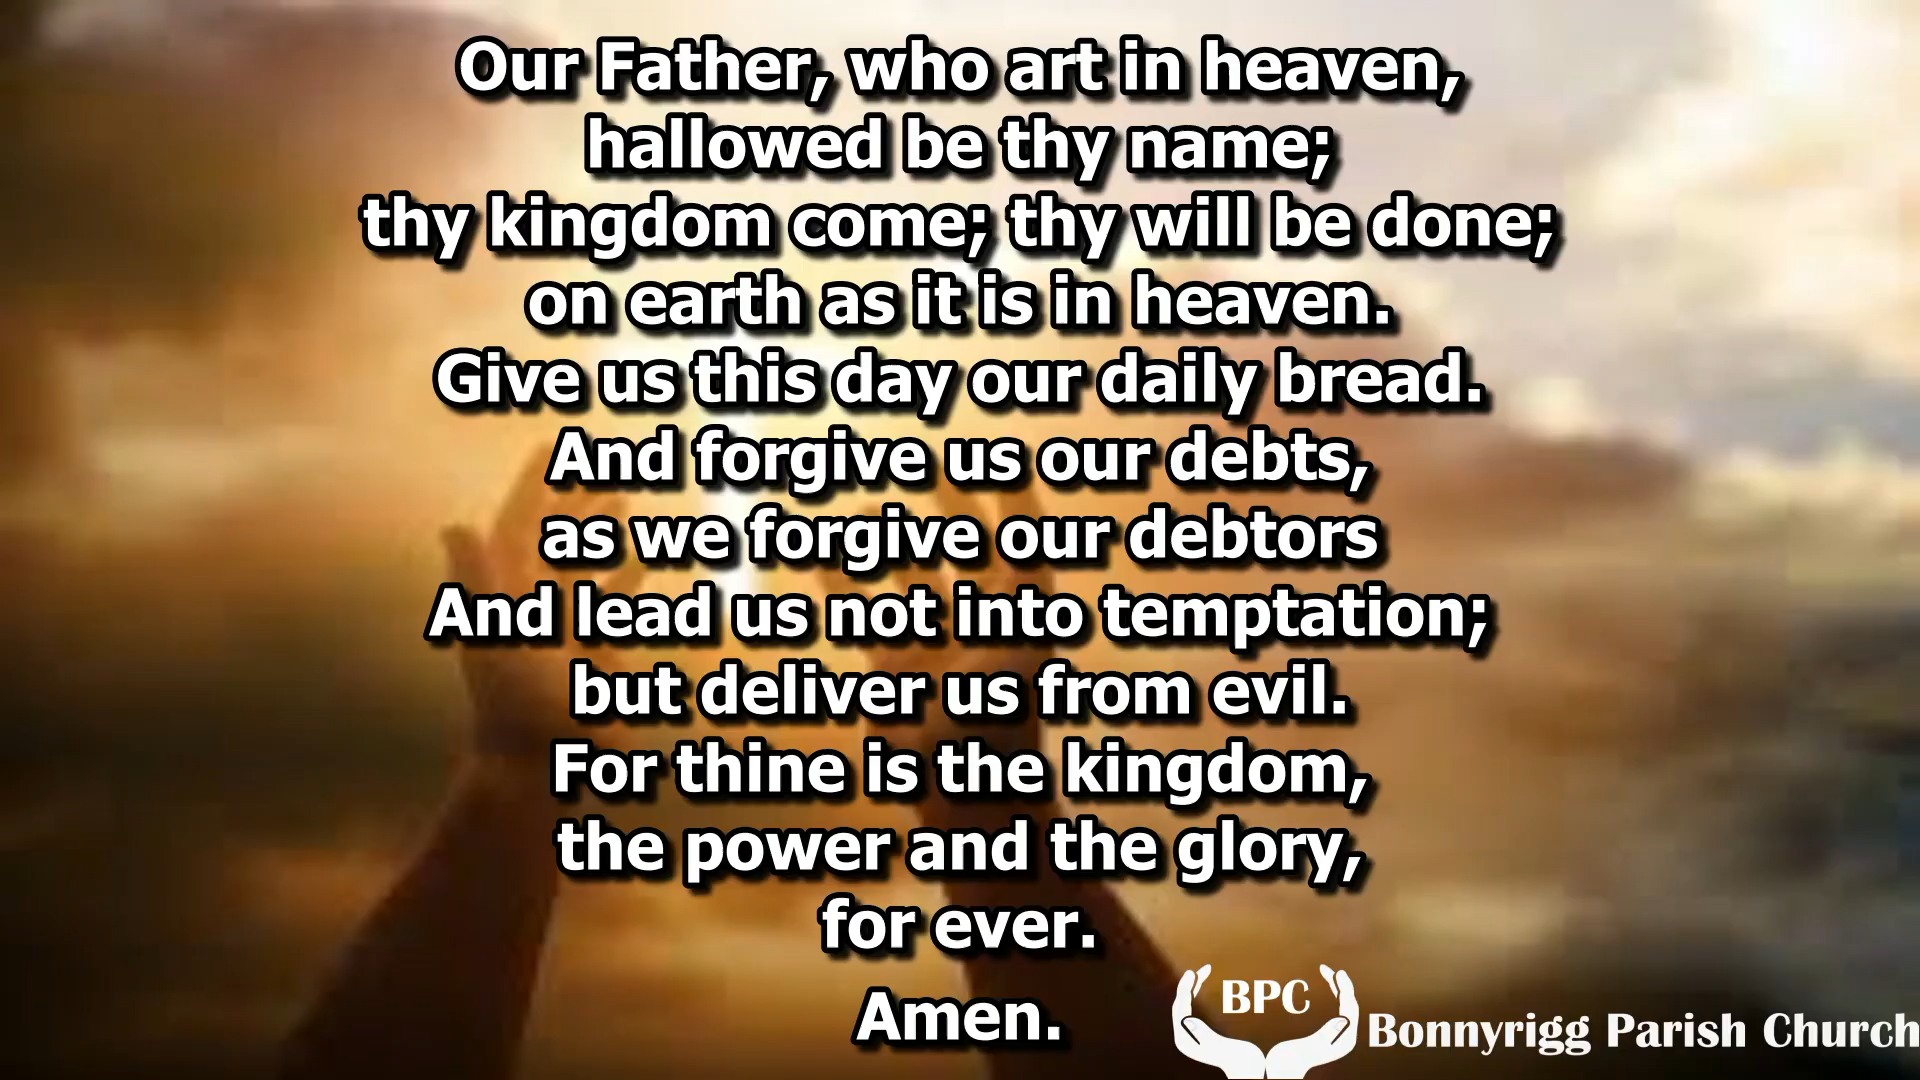 Our Father, who art in heaven,
hallowed be thy name;
thy kingdom come; thy will be done;
on earth as it is in heaven.
Give us this day our daily bread.
And forgive us our debts,
as we forgive our debtors
And lead us not into temptation;
but deliver us from evil.
For thine is the kingdom,
the power and the glory,
for ever.
Amen.
BPC
Bonnyrigg Parish Church